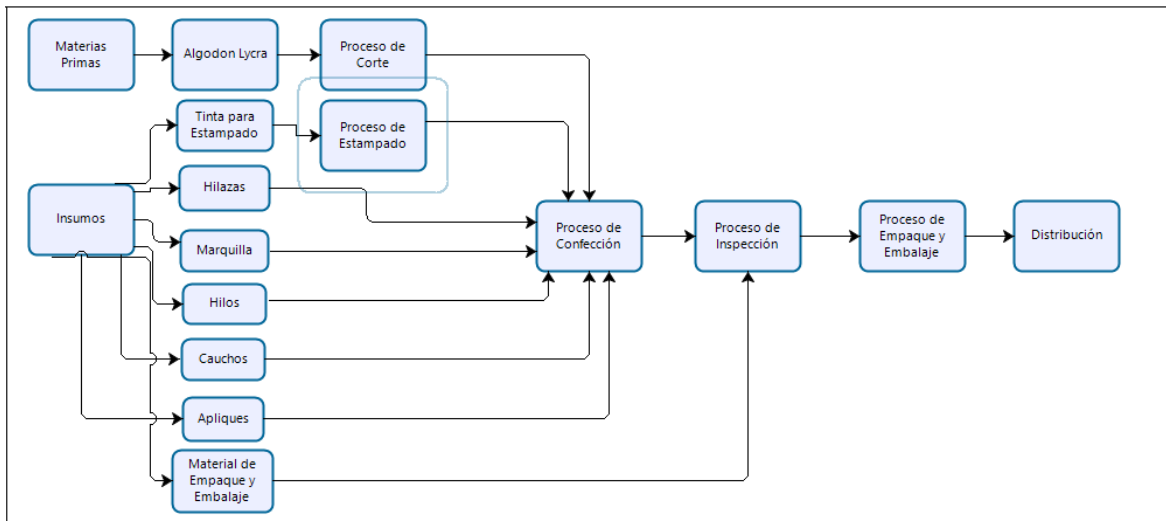 Materias
Primas
Algodon Lycra
Proceso de
Corte
Tinta para
Estampado
Proceso de
Estampado
Hilazas
Insumos
Marquilla
Hilos
Cauchos
Apliques
Material de
Empaque y
Embalaje
Proceso de
Confección
Proceso de
Inspección
Proceso de
Empaque y
Embalaje
Distribución